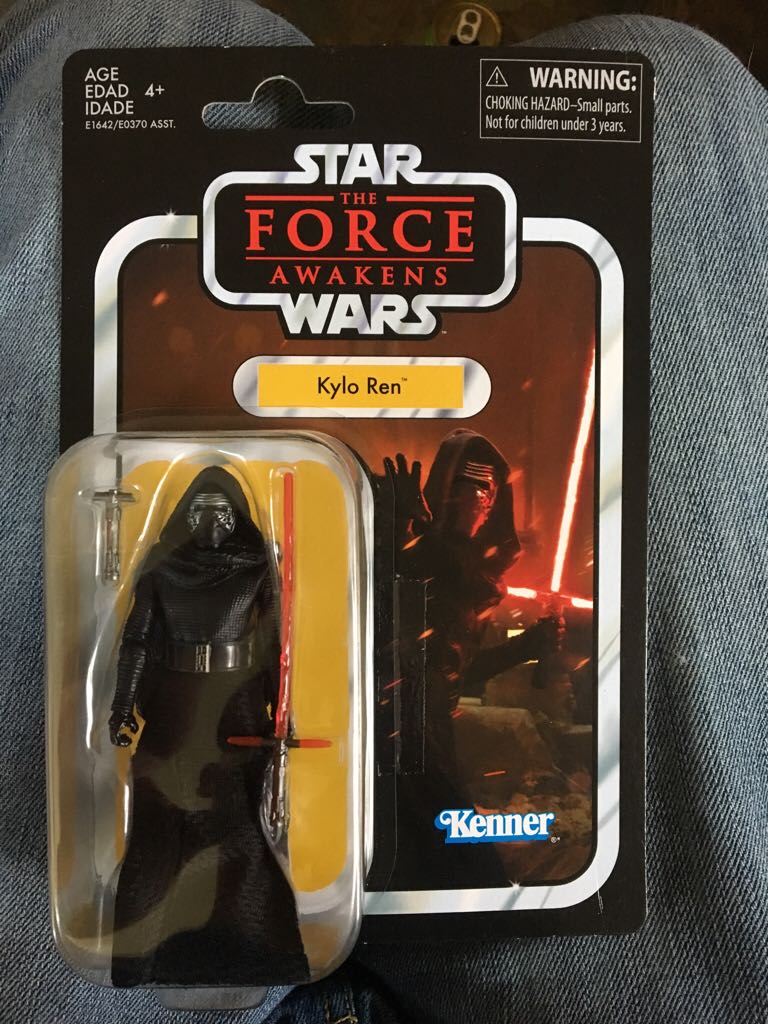 AGE
EDAD 4+
IDADE
E1642/E0370 ASST.
WARNING:
CHOKING HAZARD–Small parts.
Not for children under 3 years.
STAR
THE
FORCE
AWAKENS
WARS™
Kylo Ren™
Kenner®